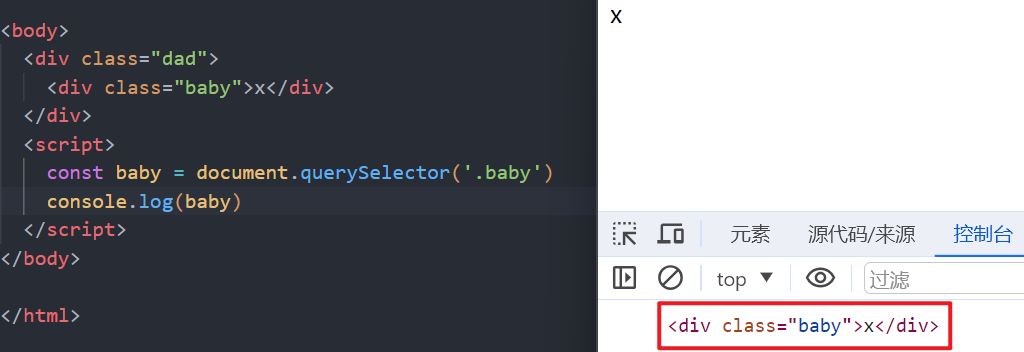 <body>
<div class="dad">
<div class="baby">x</div>
</div>
<script>
const baby = document.querySelector('.baby')
console.log(baby)
</script>
</body>
</html>
x
元素 源代码/来源 控制台
top 过滤
<div class="baby">x</div>